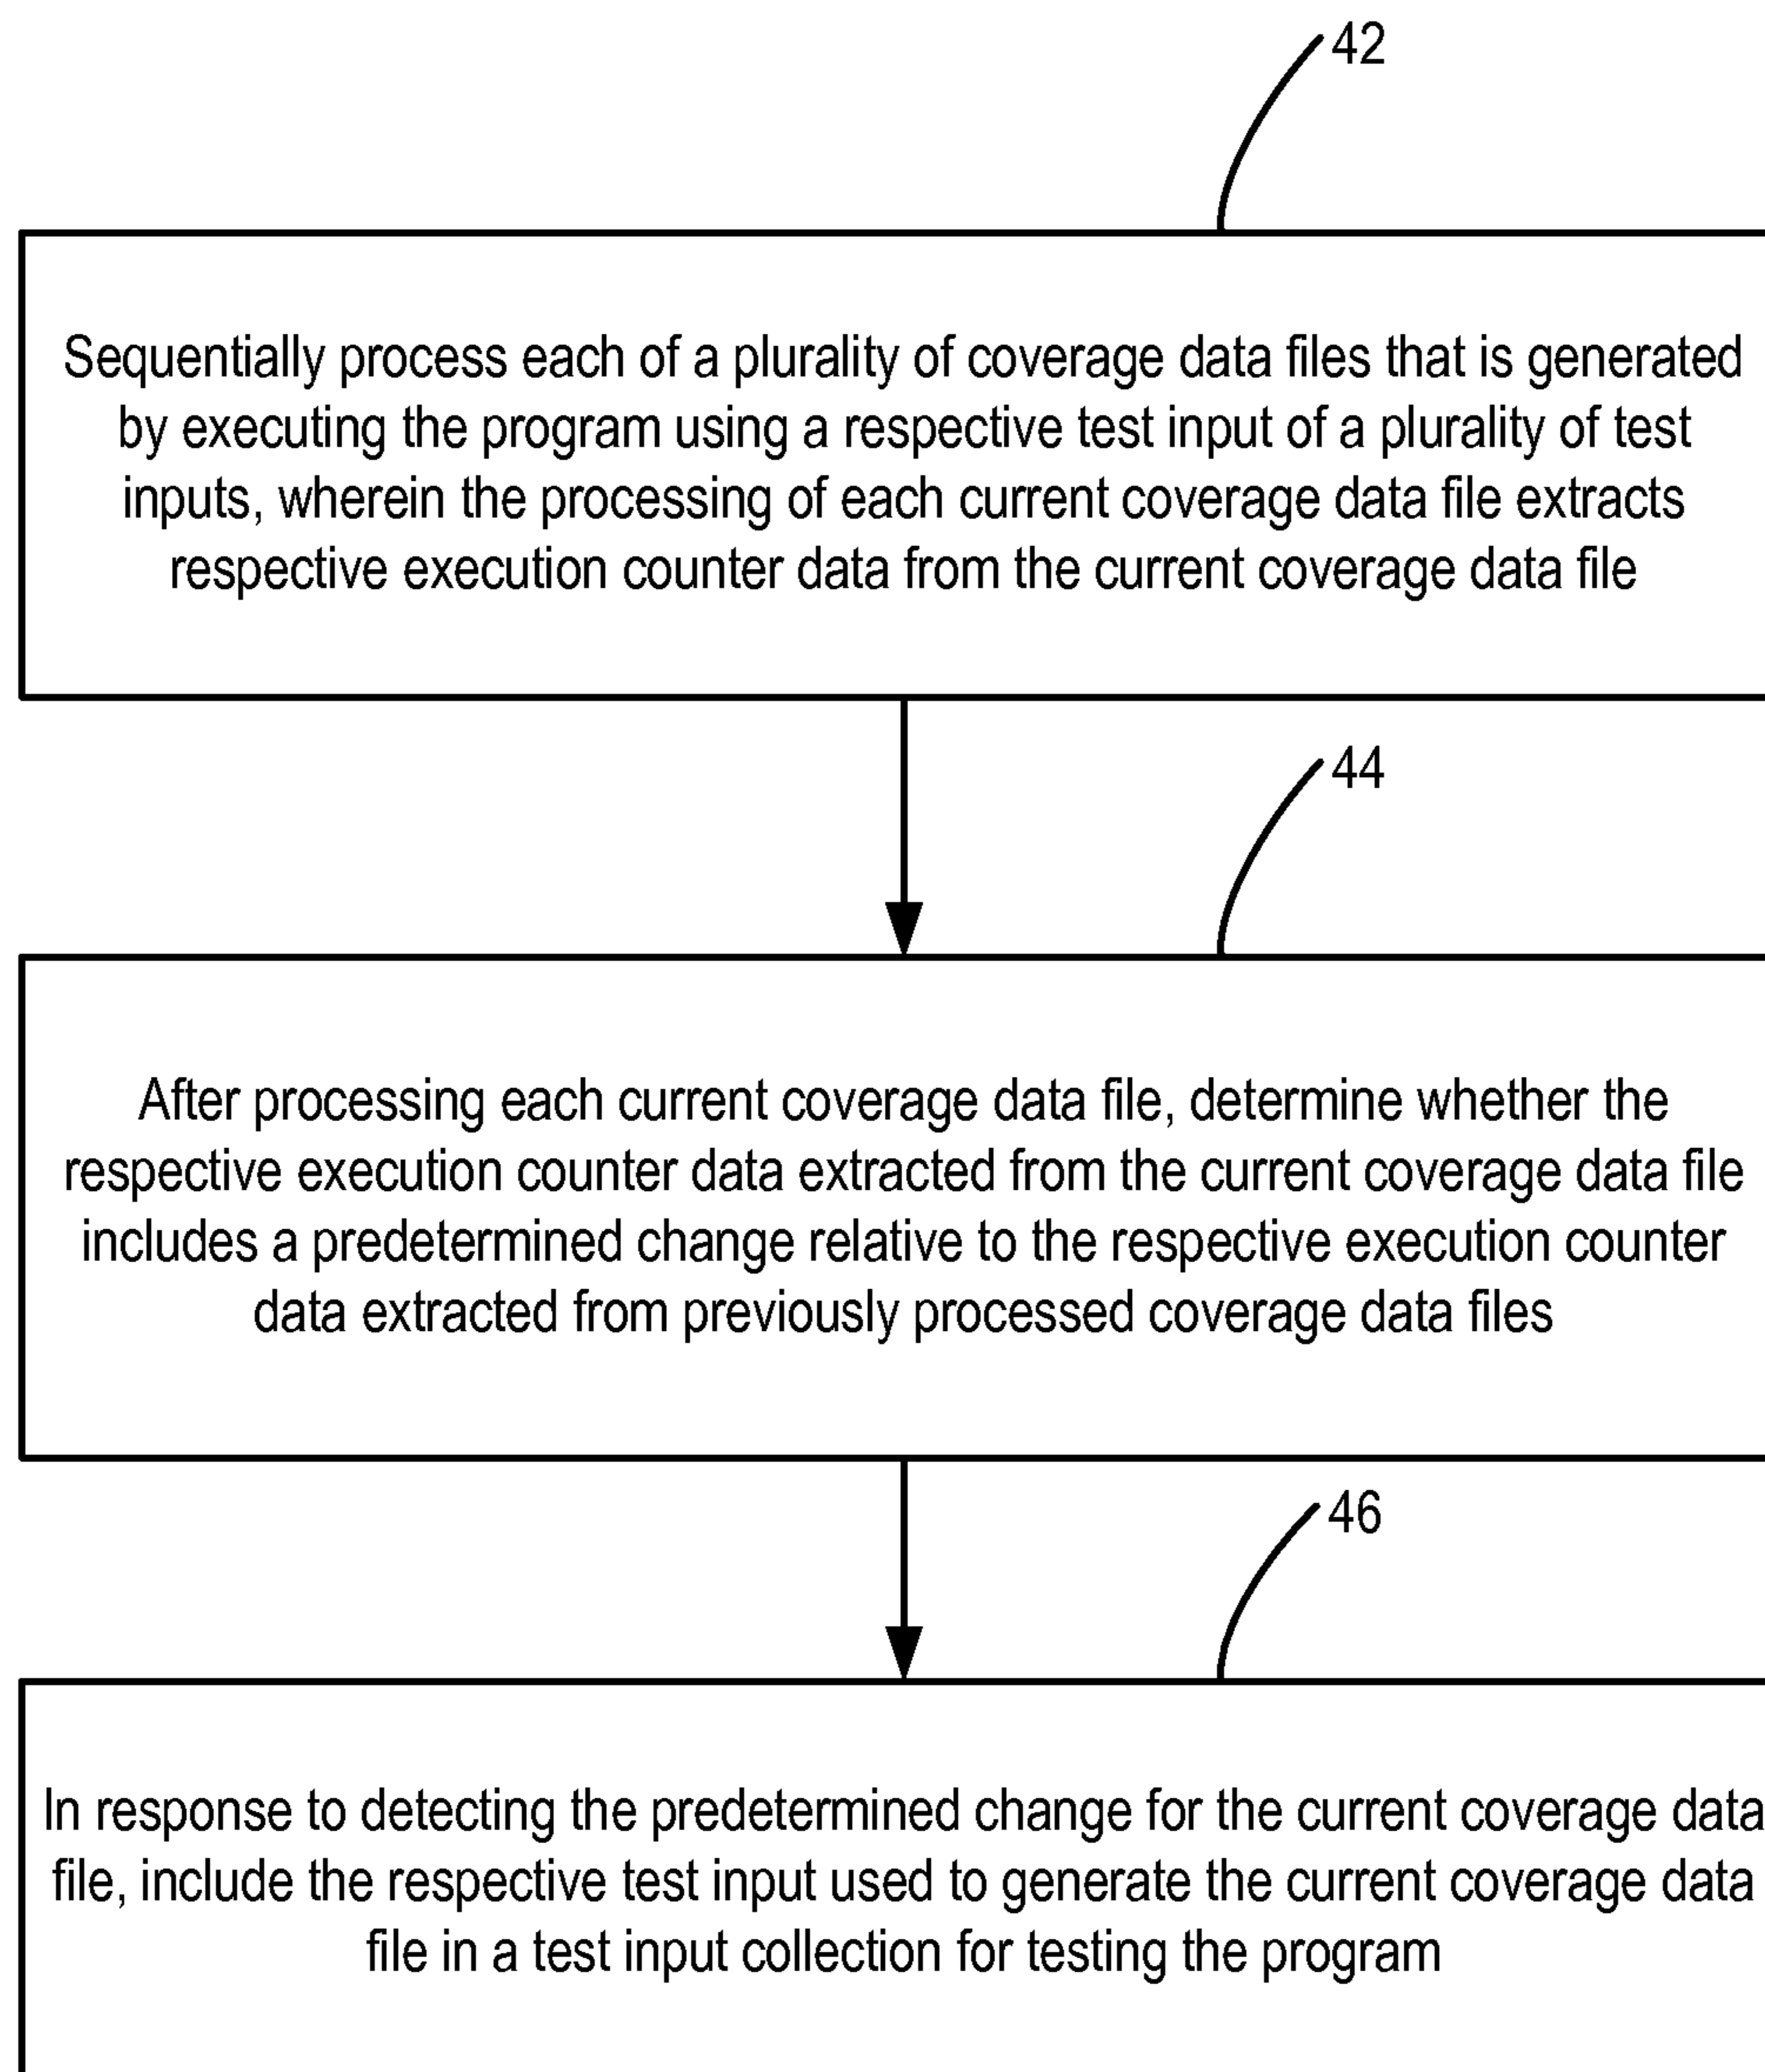 42
Sequentially process each of a plurality of coverage data files that is generated
by executing the program using a respective test input of a plurality of test
inputs, wherein the processing of each current coverage data file extracts
respective execution counter data from the current coverage data file
44
After processing each current coverage data file, determine whether the
respective execution counter data extracted from the current coverage data file
includes a predetermined change relative to the respective execution counter
data extracted from previously processed coverage data files
46
In response to detecting the predetermined change for the current coverage data
file, include the respective test input used to generate the current coverage data
file in a test input collection for testing the program